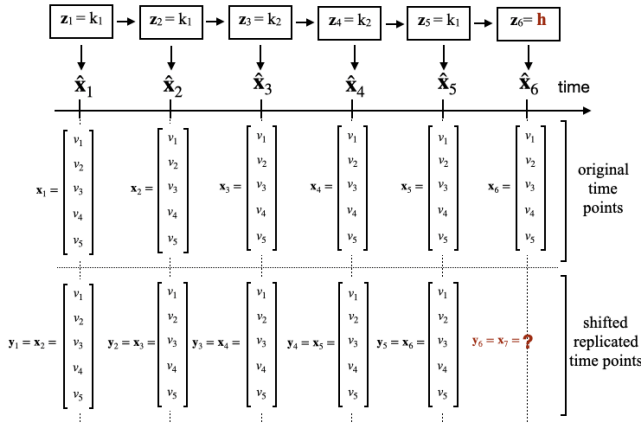 z₁ = k₁ z₂ = k₁ z₃ = k₂ z₄ = k₂ z₅ = k₁ z₆ = h
x̂₁ x̂₂ x̂₃ x̂₄ x̂₅ x̂₆ time
v₁ v₁ v₁ v₁ v₁ v₁
v₂ v₂ v₂ v₂ v₂ v₂
x₁ = v₃ x₂ = v₃ x₃ = v₃ x₄ = v₃ x₅ = v₃ x₆ = v₃
v₄ v₄ v₄ v₄ v₄ v₄
v₅ v₅ v₅ v₅ v₅ v₅
original
time
points
v₁ v₁ v₁ v₁ v₁
v₂ v₂ v₂ v₂ v₂
y₁ = x₂ = v₃ y₂ = x₃ = v₃ y₃ = x₄ = v₃ y₄ = x₅ = v₃ y₅ = x₆ = v₃ y₆ = x₇ = ?
v₄ v₄ v₄ v₄ v₄
v₅ v₅ v₅ v₅ v₅
shifted
replicated
time points